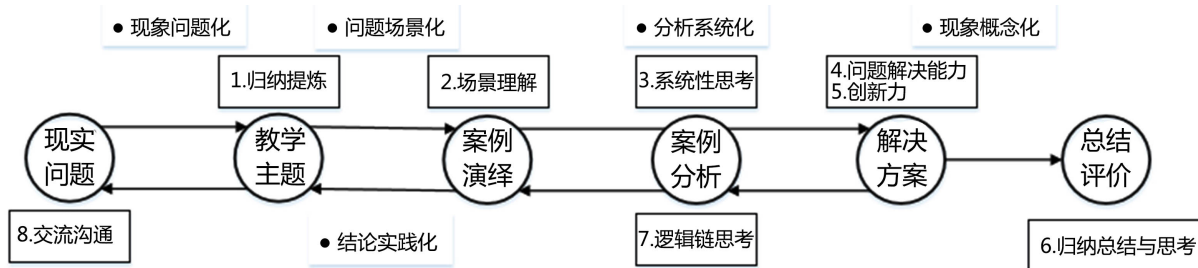 ● 现象问题化
● 问题场景化
● 分析系统化
● 现象概念化
1.归纳提炼
2.场景理解
3.系统性思考
4.问题解决能力
5.创新力
现实
问题
教学
主题
案例
演绎
案例
分析
解决
方案
总结
评价
8.交流沟通
● 结论实践化
7.逻辑链思考
6.归纳总结与思考